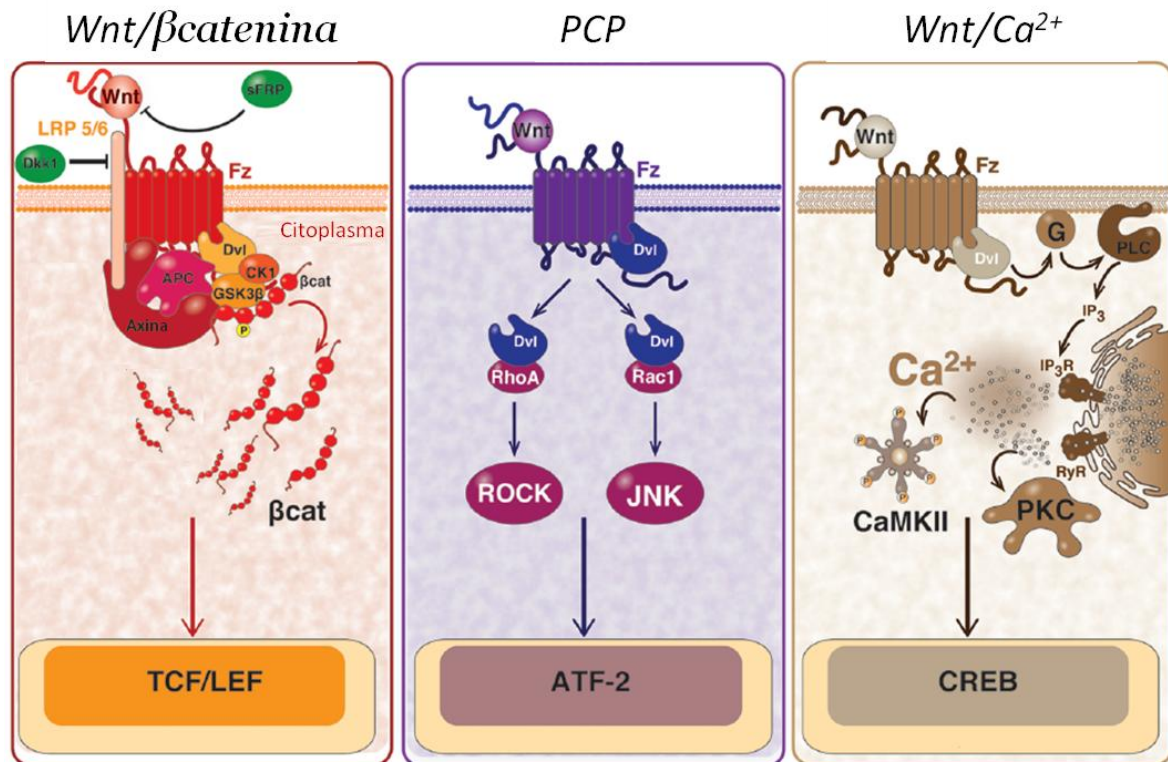 Wnt/βcatenina
PCP
Wnt/Ca²⁺
Wnt
sFRP
LRP 5/6
Dkk1
Fz
Citoplasma
Dvl
CK1
APC
GSK3β
βcat
Axina
P
βcat
TCF/LEF
Wnt
Fz
Dvl
Dvl
Dvl
RhoA
Rac1
ROCK
JNK
ATF-2
Wnt
Fz
Dvl
G
PLC
IP₃
IP₃R
Ca²⁺
P
P
P
P
P
P
RyR
CaMKII
PKC
CREB